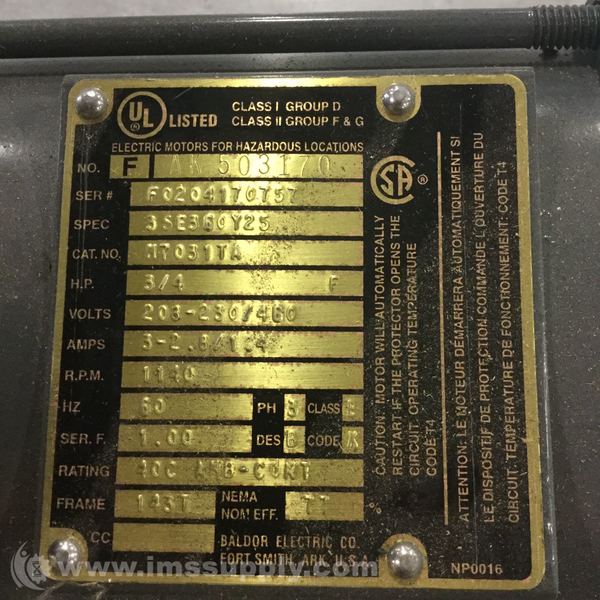 UL LISTED CLASS I GROUP D
CLASS II GROUP F & G
ELECTRIC MOTORS FOR HAZARDOUS LOCATIONS
NO. F 503170
SER # F0204170757
SPEC
CAT. NO. M7031TA
H.P. 3/4 F
VOLTS 208-230/460
AMPS 3-2.8/1.4
R.P.M. 1140
HZ 60 PH 3 CLASS
SER. F. 1.00 DES B CODE K
RATING 40C AMB-CONT
FRAME 143T NEMA NOM EFF. 77 %
CC BALDOR ELECTRIC CO.
FORT SMITH, ARK. U.S.A.
SA ®
CAUTION: MOTOR WILL AUTOMATICALLY
RESTART IF THE PROTECTOR OPENS THE
CIRCUIT. OPERATING TEMPERATURE
CODE T4
ATTENTION: LE MOTEUR DÉMARRERA AUTOMATIQUEMENT SI
LE DISPOSITIF DE PROTECTION COMMANDE L'OUVERTURE DU
CIRCUIT. TEMPÉRATURE DE FONCTIONNEMENT: CODE T4
NP0016
www.imssupply.com